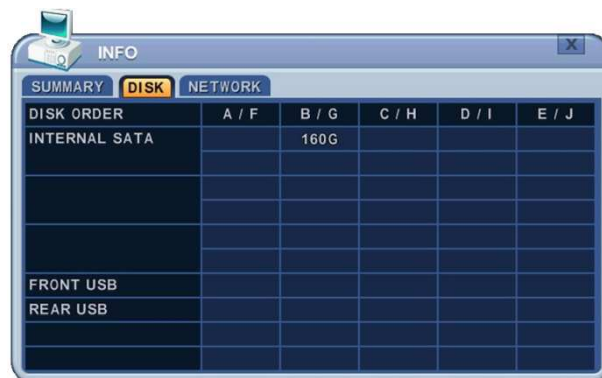 INFO
X
SUMMARY DISK NETWORK
DISK ORDER A / F B / G C / H D / I E / J
INTERNAL SATA 160G
FRONT USB
REAR USB